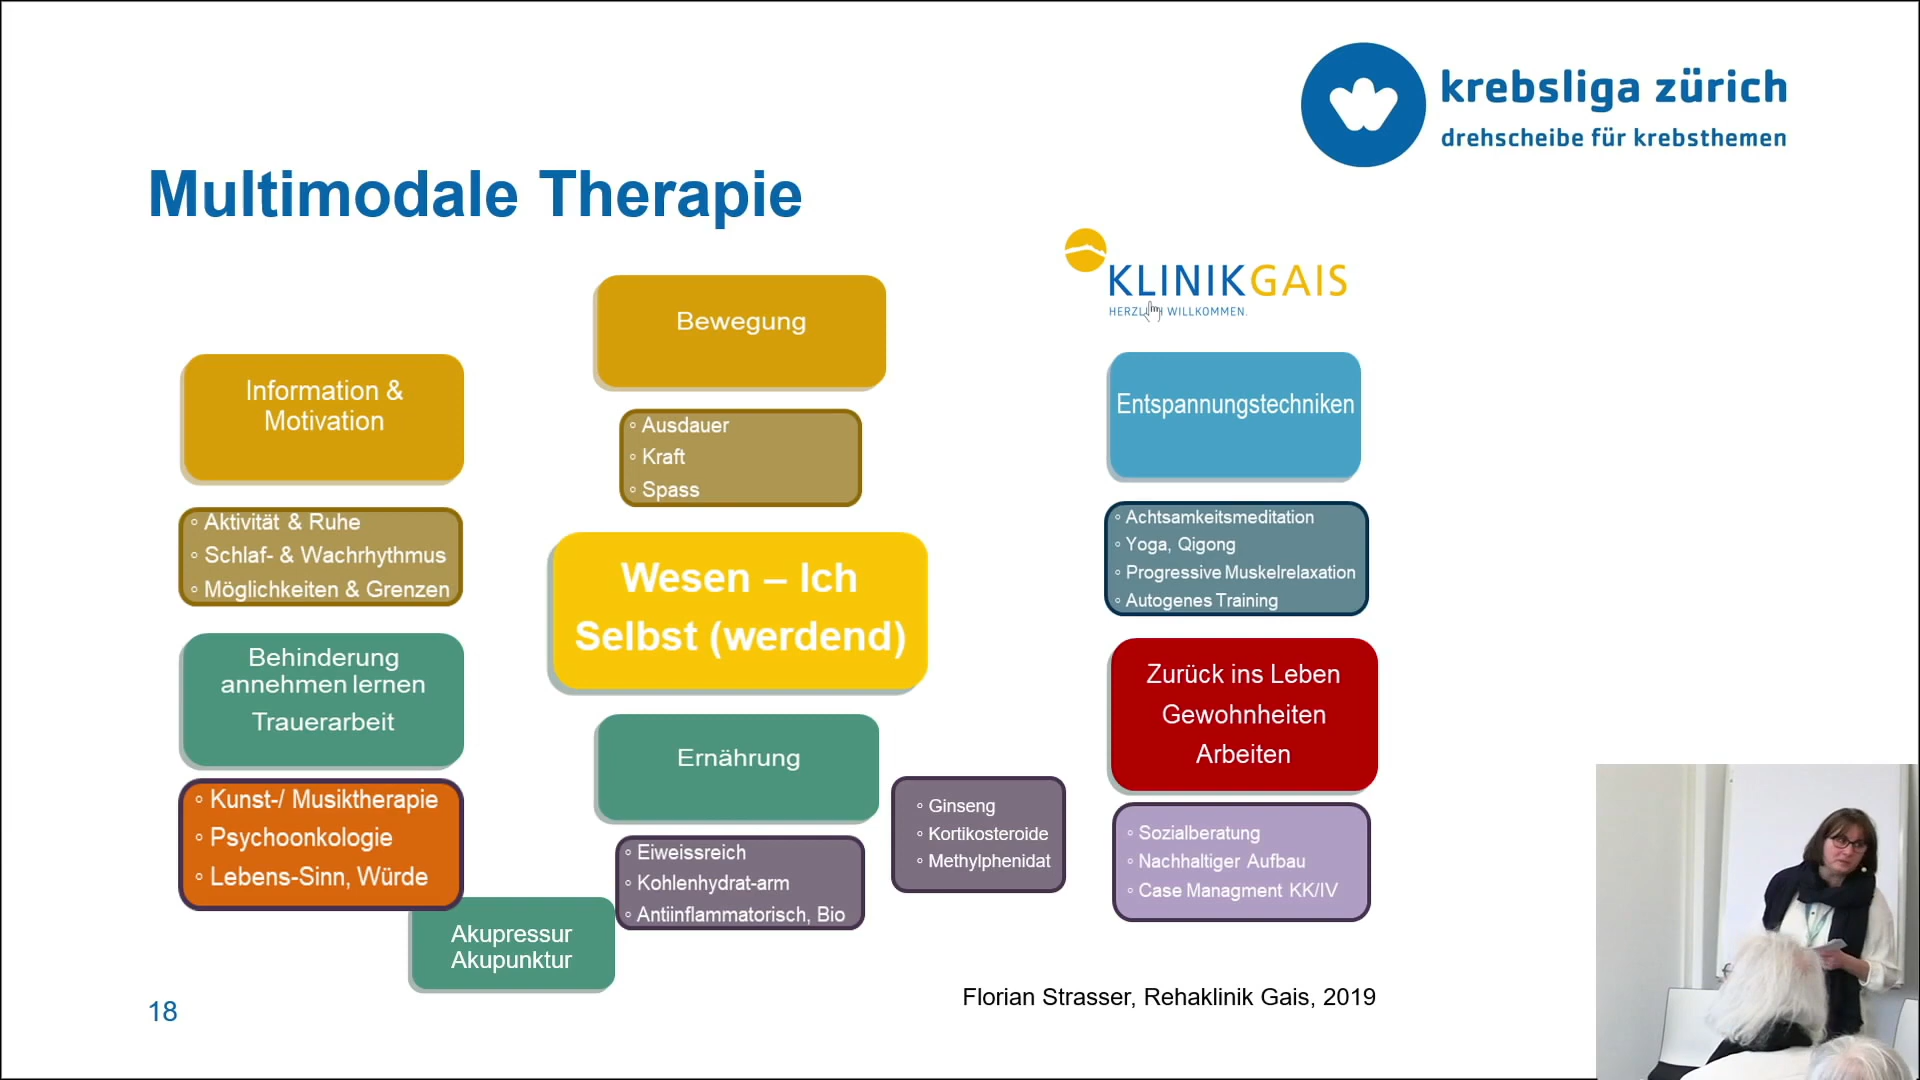 krebsliga zürich
drehscheibe für krebsthemen
Multimodale Therapie
KLINIKGAIS
HERZLICH WILLKOMMEN.
Bewegung
◦ Ausdauer
◦ Kraft
◦ Spass
Information &
Motivation
◦ Aktivität & Ruhe
◦ Schlaf- & Wachrhythmus
◦ Möglichkeiten & Grenzen
Entspannungstechniken
◦ Achtsamkeitsmeditation
◦ Yoga, Qigong
◦ Progressive Muskelrelaxation
◦ Autogenes Training
Wesen – Ich
Selbst (werdend)
Behinderung
annehmen lernen
Trauerarbeit
◦ Kunst-/ Musiktherapie
◦ Psychoonkologie
◦ Lebens-Sinn, Würde
Akupressur
Akupunktur
Ernährung
◦ Eiweissreich
◦ Kohlenhydrat-arm
◦ Antiinflammatorisch, Bio
◦ Ginseng
◦ Kortikosteroide
◦ Methylphenidat
Zurück ins Leben
Gewohnheiten
Arbeiten
◦ Sozialberatung
◦ Nachhaltiger Aufbau
◦ Case Managment KK/IV
Florian Strasser, Rehaklinik Gais, 2019
18